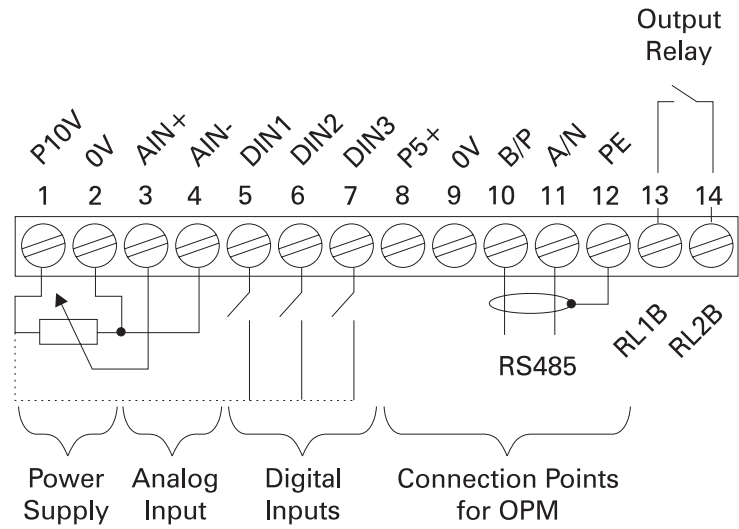 Output
Relay
P10V 0V AIN+ AIN- DIN1 DIN2 DIN3 P5+ 0V B/P A/N PE
1 2 3 4 5 6 7 8 9 10 11 12 13 14
RS485
RL1B RL2B
Power Analog Digital Connection Points
Supply Input Inputs for OPM